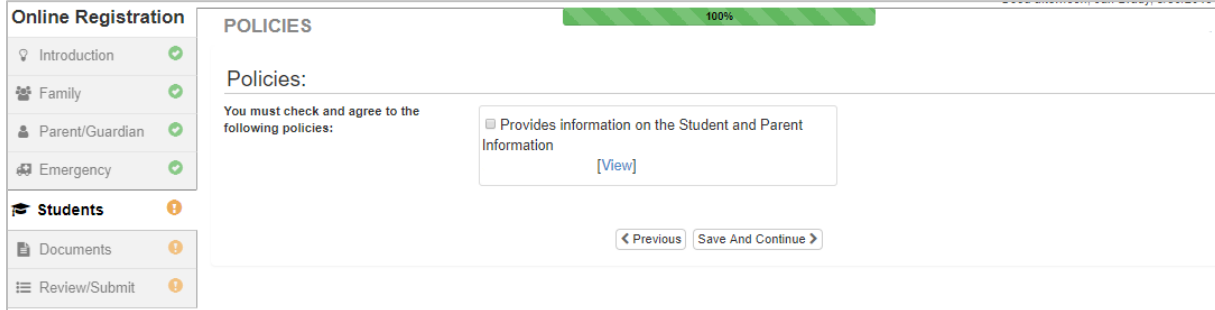 Online Registration
Introduction
Family
Parent/Guardian
Emergency
Students
Documents
Review/Submit
POLICIES
100%
Policies:
You must check and agree to the
following policies:
Provides information on the Student and Parent
Information
[View]
Previous
Save And Continue